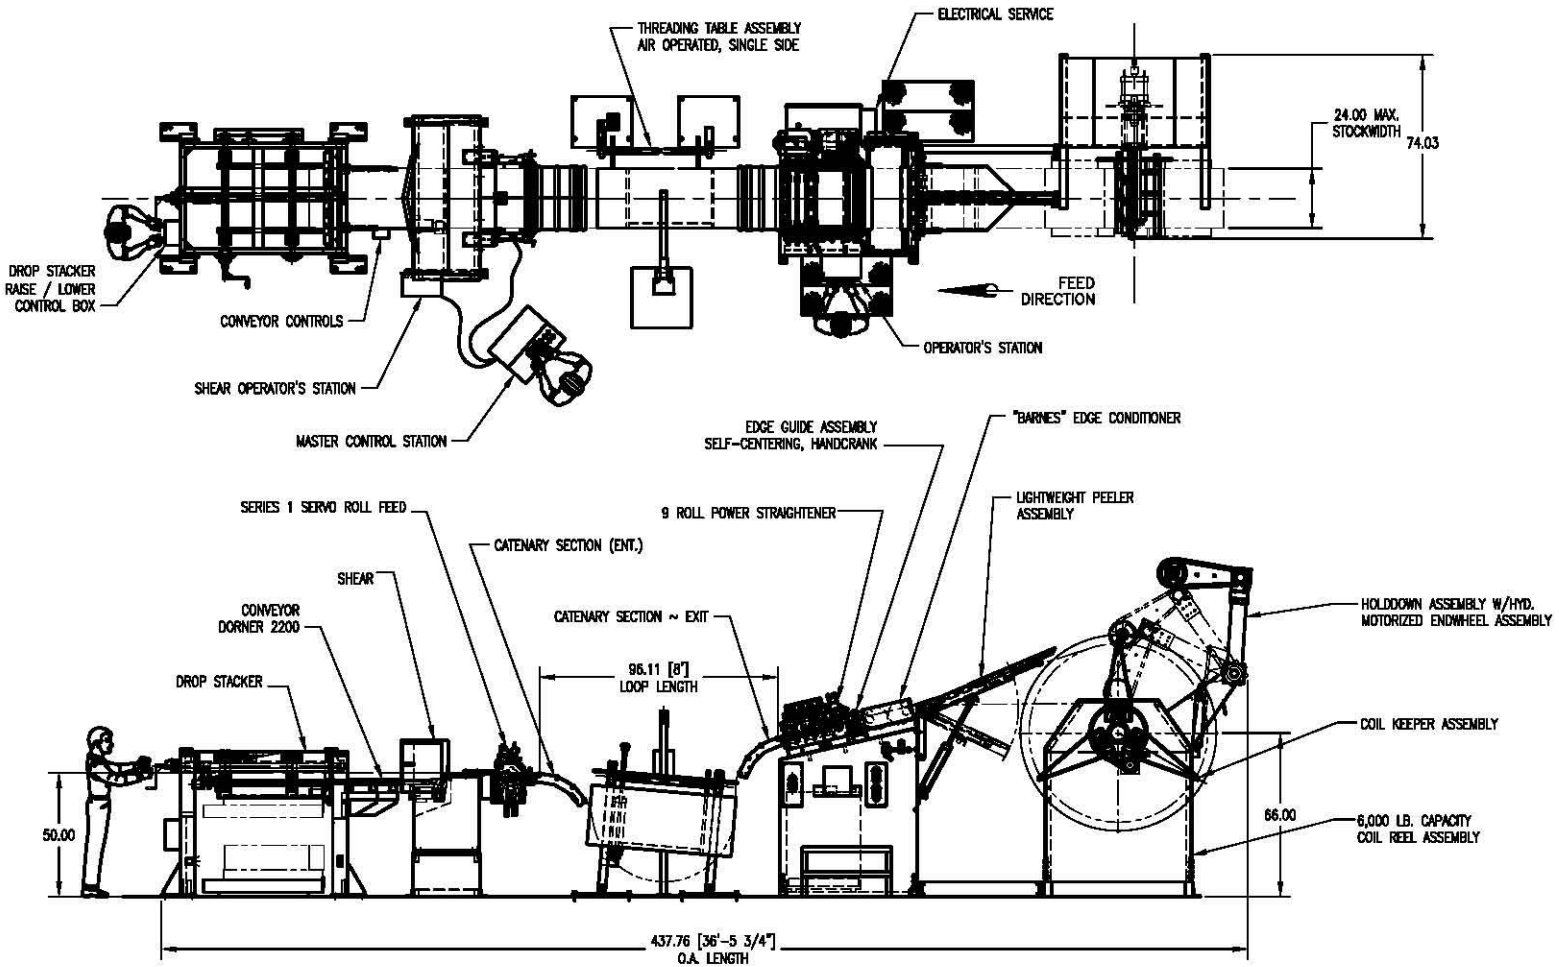 THREADING TABLE ASSEMBLY
AIR OPERATED, SINGLE SIDE
ELECTRICAL SERVICE
24.00 MAX.
STOCKWIDTH
74.03
DROP STACKER
RAISE / LOWER
CONTROL BOX
CONVEYOR CONTROLS
SHEAR OPERATOR'S STATION
MASTER CONTROL STATION
FEED
DIRECTION
OPERATOR'S STATION
EDGE GUIDE ASSEMBLY
SELF-CENTERING, HANDCRANK
"BARNES" EDGE CONDITIONER
SERIES 1 SERVO ROLL FEED
9 ROLL POWER STRAIGHTENER
LIGHTWEIGHT PEELER
ASSEMBLY
CATENARY SECTION (ENT.)
SHEAR
CONVEYOR
DORNER 2200
CATENARY SECTION ~ EXIT
HOLDDOWN ASSEMBLY W/HYD.
MOTORIZED ENDWHEEL ASSEMBLY
96.11 [8']
LOOP LENGTH
DROP STACKER
COIL KEEPER ASSEMBLY
50.00
66.00
6,000 LB. CAPACITY
COIL REEL ASSEMBLY
437.76 [36'-5 3/4"]
O.A. LENGTH